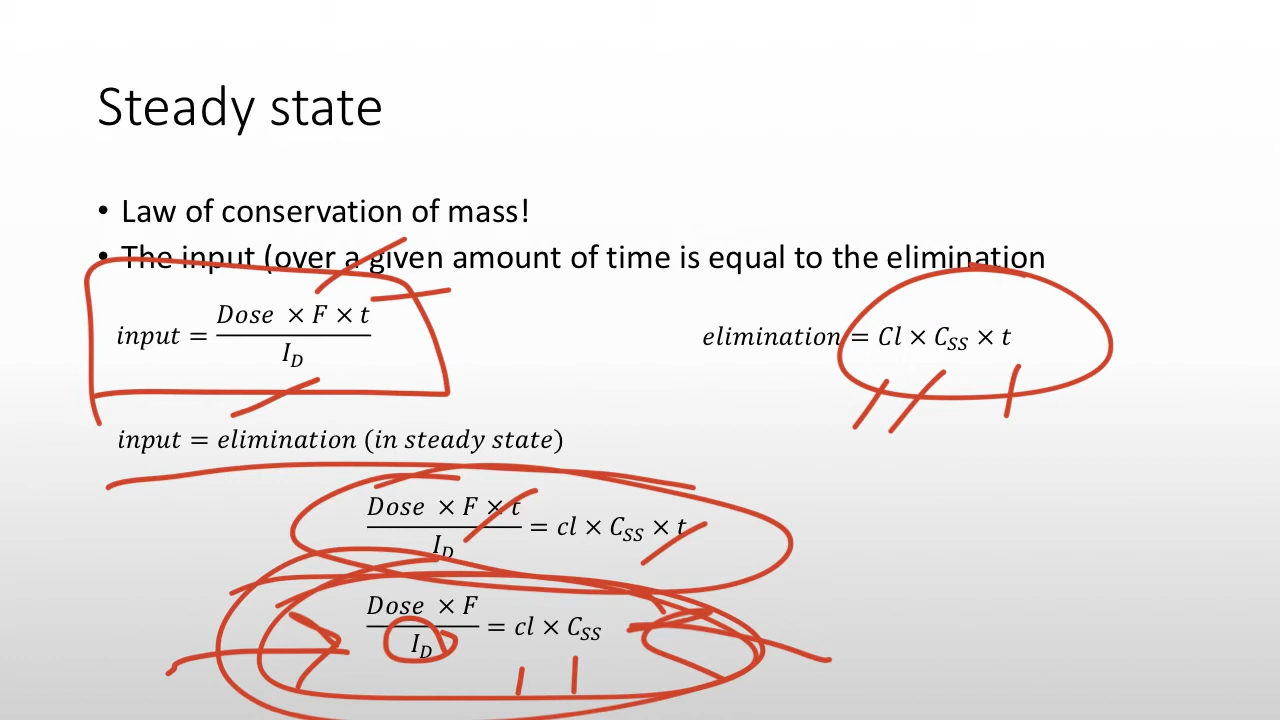 Steady state
• Law of conservation of mass!
• The input (over a given amount of time is equal to the elimination
input = Dose × F × t / I_D
elimination = Cl × C_SS × t
input = elimination (in steady state)
Dose × F × t / I_D = cl × C_SS × t
Dose × F / I_D = cl × C_SS